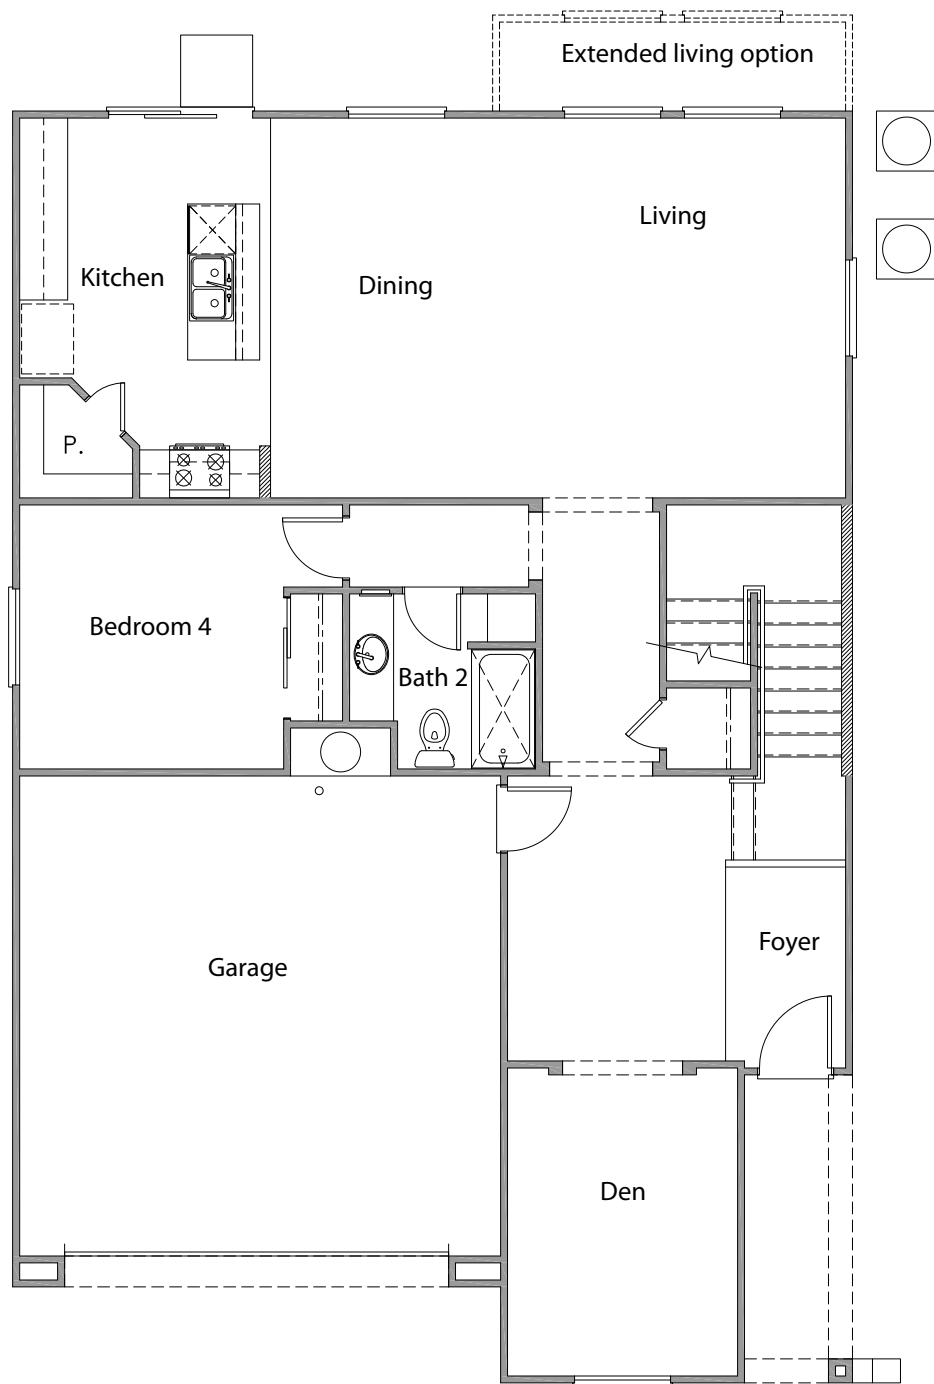 Extended living option
Living
Kitchen
Dining
P.
Bedroom 4
Bath 2
Foyer
Garage
Den